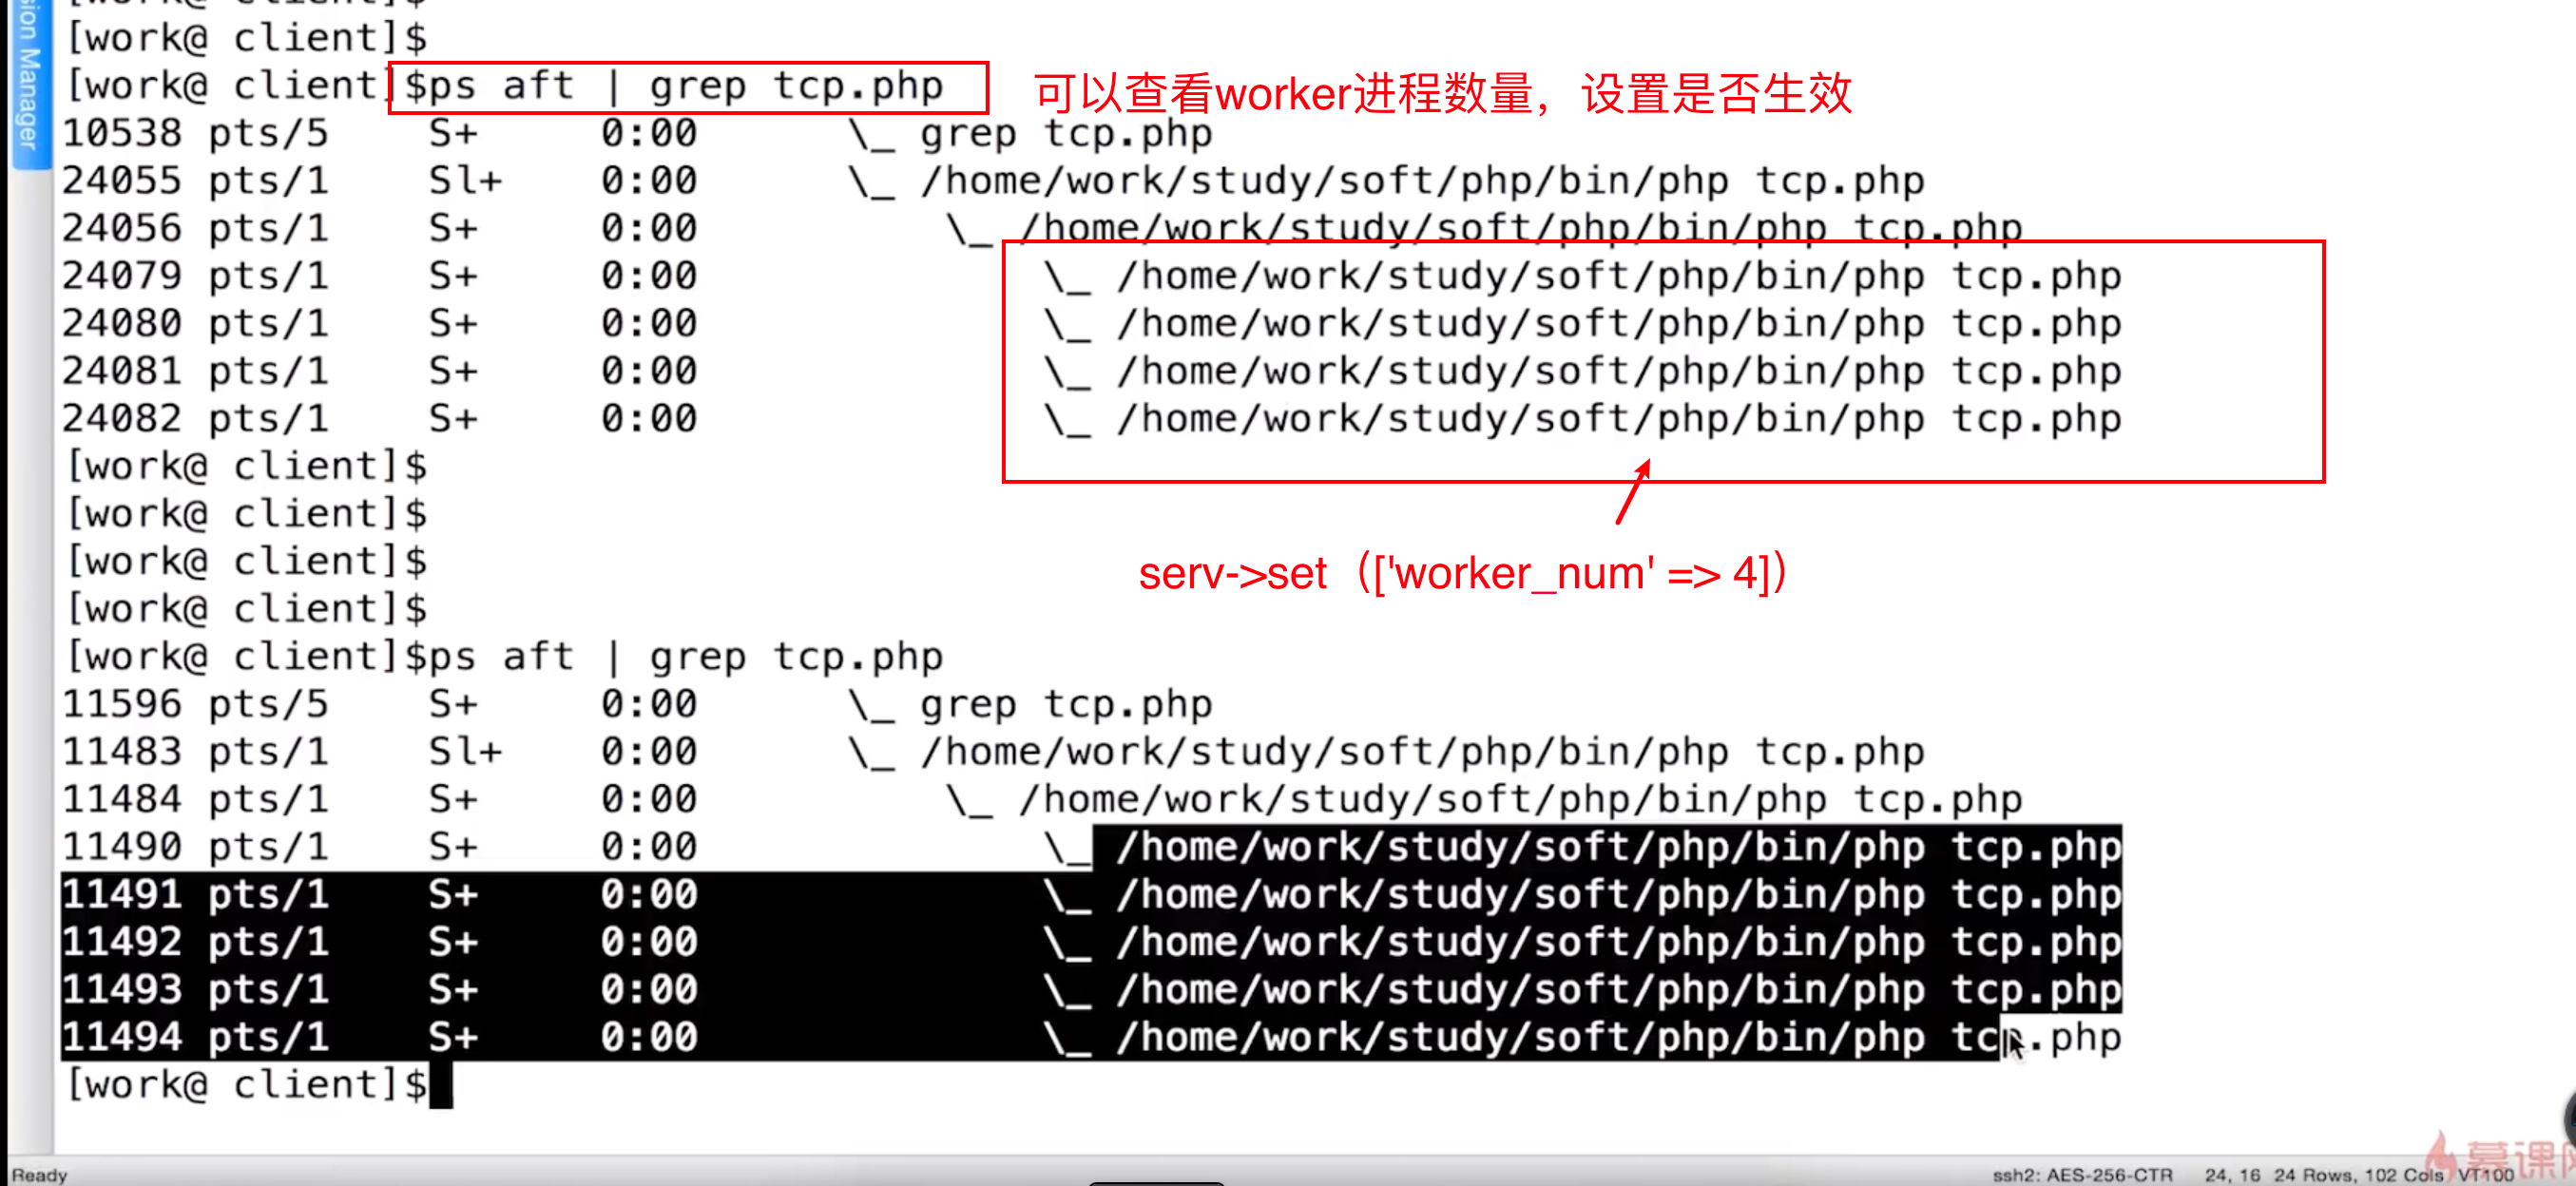 sion Manager
[work@ client]$
[work@ client]$
[work@ client]$ps aft | grep tcp.php
可以查看worker进程数量，设置是否生效
10538 pts/5    S+     0:00      \_ grep tcp.php
24055 pts/1    Sl+    0:00      \_ /home/work/study/soft/php/bin/php tcp.php
24056 pts/1    S+     0:00          \_ /home/work/study/soft/php/bin/php tcp.php
24079 pts/1    S+     0:00              \_ /home/work/study/soft/php/bin/php tcp.php
24080 pts/1    S+     0:00              \_ /home/work/study/soft/php/bin/php tcp.php
24081 pts/1    S+     0:00              \_ /home/work/study/soft/php/bin/php tcp.php
24082 pts/1    S+     0:00              \_ /home/work/study/soft/php/bin/php tcp.php
[work@ client]$
[work@ client]$
serv->set（['worker_num' => 4]）
[work@ client]$
[work@ client]$
[work@ client]$ps aft | grep tcp.php
11596 pts/5    S+     0:00      \_ grep tcp.php
11483 pts/1    Sl+    0:00      \_ /home/work/study/soft/php/bin/php tcp.php
11484 pts/1    S+     0:00          \_ /home/work/study/soft/php/bin/php tcp.php
11490 pts/1    S+     0:00              \_ /home/work/study/soft/php/bin/php tcp.php
11491 pts/1    S+     0:00              \_ /home/work/study/soft/php/bin/php tcp.php
11492 pts/1    S+     0:00              \_ /home/work/study/soft/php/bin/php tcp.php
11493 pts/1    S+     0:00              \_ /home/work/study/soft/php/bin/php tcp.php
11494 pts/1    S+     0:00              \_ /home/work/study/soft/php/bin/php tcp.php
[work@ client]$
Ready
ssh2: AES-256-CTR    24, 16  24 Rows, 102 Cols  VT100
慕课网